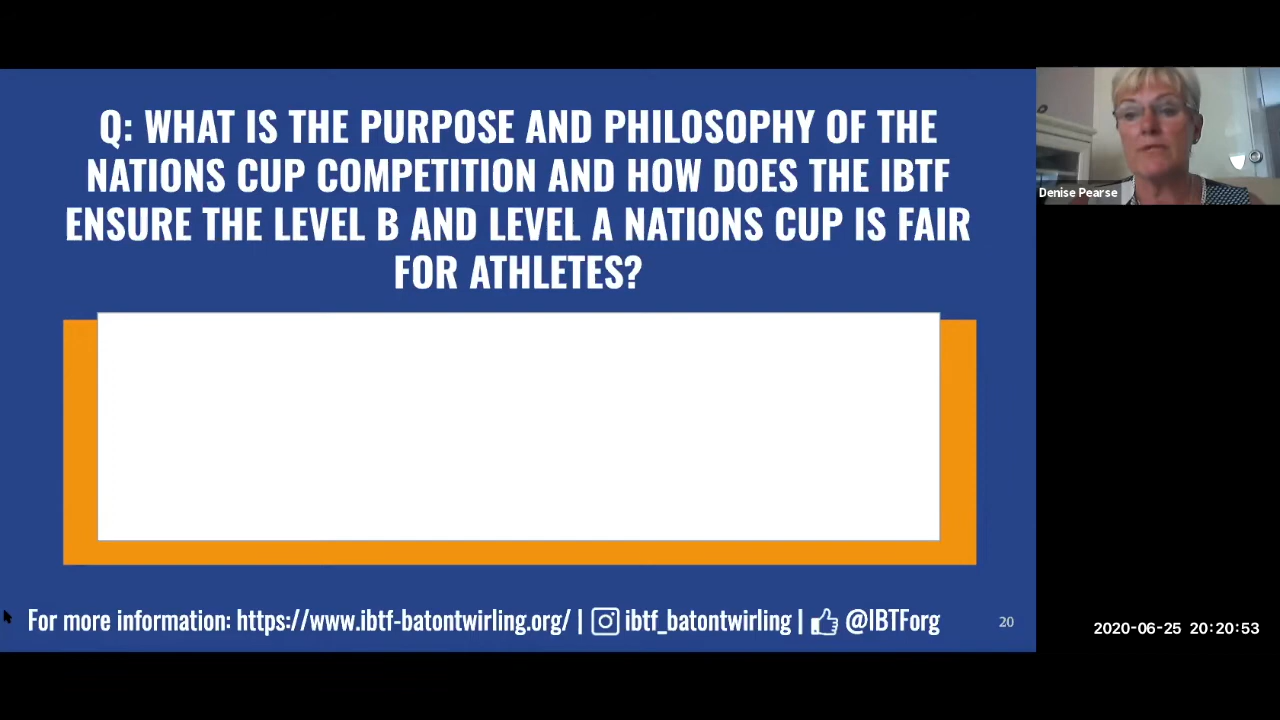 Q: WHAT IS THE PURPOSE AND PHILOSOPHY OF THE
NATIONS CUP COMPETITION AND HOW DOES THE IBTF
ENSURE THE LEVEL B AND LEVEL A NATIONS CUP IS FAIR
FOR ATHLETES?
Denise Pearse
For more information: https://www.ibtf-batontwirling.org/ | ibtf_batontwirling | @IBTForg
20
2020-06-25 20:20:53